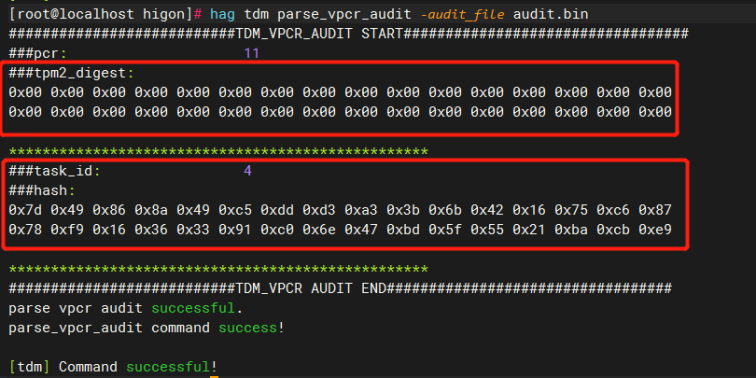 [root@localhost higon]# hag tdm parse_vpcr_audit -audit_file audit.bin
###########################TDM_VPCR_AUDIT START##################################
###pcr: 11
###tpm2_digest:
0x00 0x00 0x00 0x00 0x00 0x00 0x00 0x00 0x00 0x00 0x00 0x00 0x00 0x00 0x00 0x00
0x00 0x00 0x00 0x00 0x00 0x00 0x00 0x00 0x00 0x00 0x00 0x00 0x00 0x00 0x00 0x00
**************************************************
###task_id: 4
###hash:
0x7d 0x49 0x86 0x8a 0x49 0xc5 0xdd 0xd3 0xa3 0x3b 0x6b 0x42 0x16 0x75 0xc6 0x87
0x78 0xf9 0x16 0x36 0x33 0x91 0xc0 0x6e 0x47 0xbd 0x5f 0x55 0x21 0xba 0xcb 0xe9
**************************************************
###########################TDM_VPCR AUDIT END##################################
parse vpcr audit successful.
parse_vpcr_audit command success!
[tdm] Command successful!